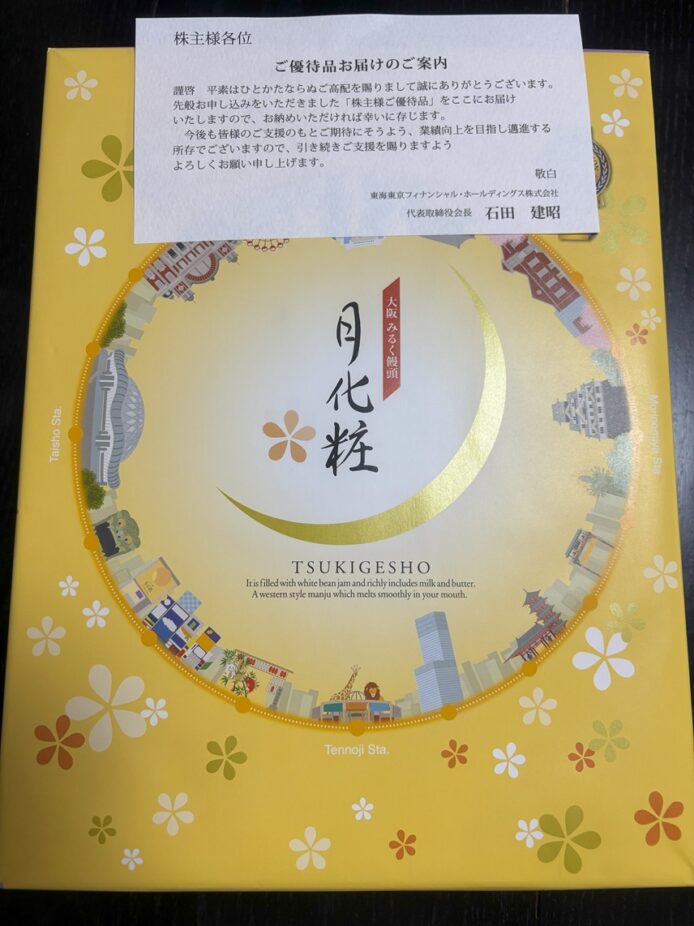 株主様各位
ご優待品お届けのご案内
謹啓　平素はひとかたならぬご高配を賜りまして誠にありがとうございます。
先般お申し込みをいただきました「株主様ご優待品」をここにお届け
いたしますので、お納めいただければ幸いに存じます。
　今後も皆様のご支援のもとご期待にそうよう、業績向上を目指し邁進する
所存でございますので、引き続きご支援を賜りますよう
よろしくお願い申し上げます。
敬白
東海東京フィナンシャル・ホールディングス株式会社
代表取締役会長　石田　建昭
大阪 みるく饅頭
月化粧
Taisho Sta.
Morinomiya Sta.
TSUKIGESHO
It is filled with white bean jam and richly includes milk and butter.
A western style manju which melts smoothly in your mouth.
Tennoji Sta.